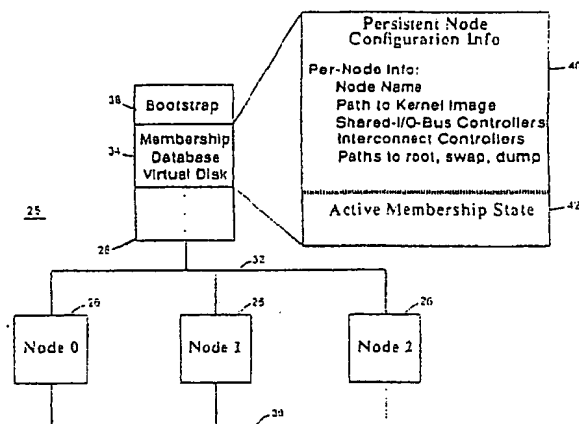 Persistent Node
Configuration Info
40
Per-Node Info:
Node Name
Path to Kernel Image
Shared-I/O-Bus Controllers
Interconnect Controllers
Paths to root, swap, dump
Active Membership State
42
38
Bootstrap
34
Membership
Database
Virtual Disk
25
28
32
26
Node 0
26
Node 1
26
Node 2